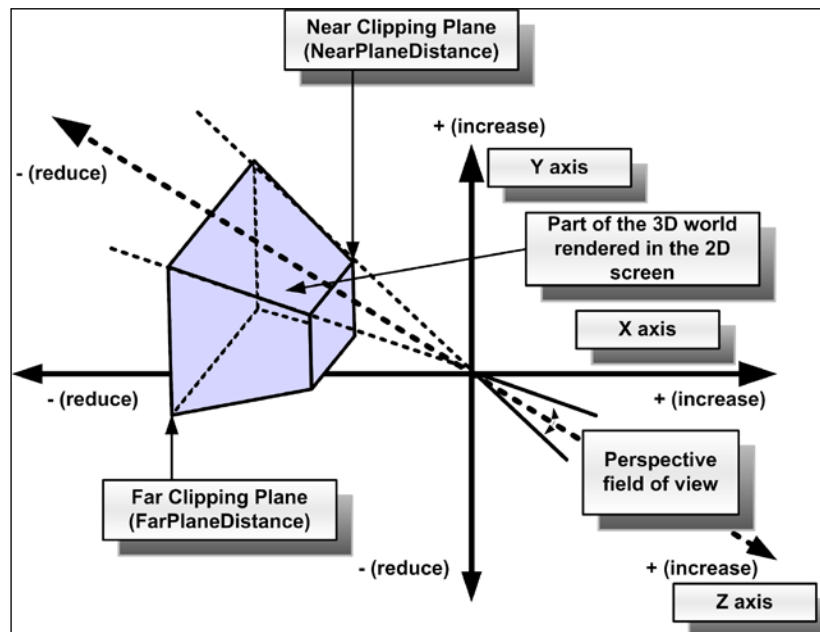 Near Clipping Plane
(NearPlaneDistance)
+ (increase)
- (reduce)
Y axis
Part of the 3D world
rendered in the 2D
screen
X axis
- (reduce)
+ (increase)
Perspective
field of view
Far Clipping Plane
(FarPlaneDistance)
- (reduce)
+ (increase)
Z axis